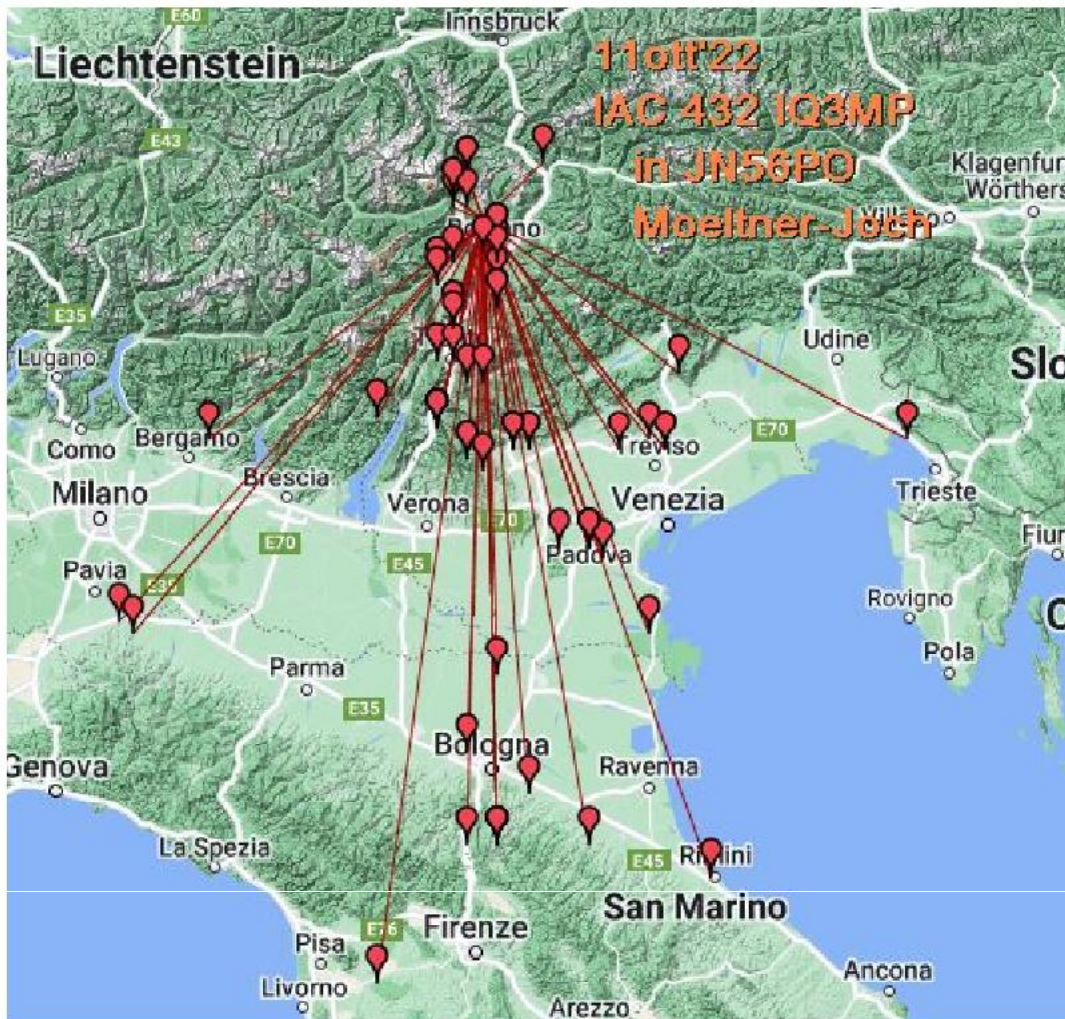 E60
Innsbruck
Liechtenstein
11ott'22
IAC 432 IQ3MP
in JN56PO
Moeltner-Joch
E43
Klagenfur
Wörthers
E35
Lugano
Udine
Slo
Como
Bergamo
Brescia
E70
Treviso
Milano
Verona
E70
Venezia
Trieste
E70
E45
Padova
Fium
Pavia
E35
Rovigno
Pola
Parma
E35
Bologna
Ravenna
Genova
La Spezia
E45
San Marino
E76
Firenze
Pisa
Livorno
Ancona
Arezzo